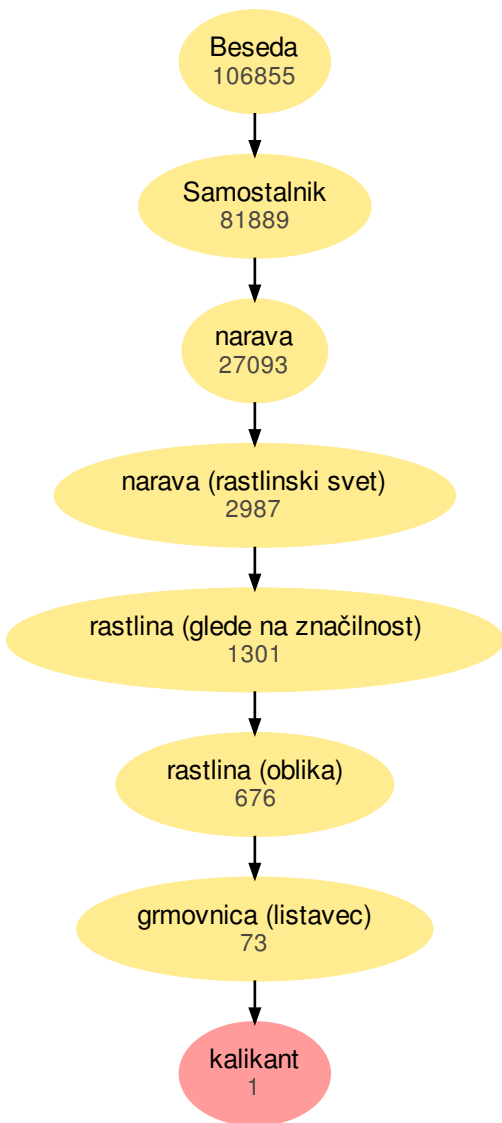 Beseda
106855
Samostalnik
81889
narava
27093
narava (rastlinski svet)
2987
rastlina (glede na značilnost)
1301
rastlina (oblika)
676
grmovnica (listavec)
73
kalikant
1